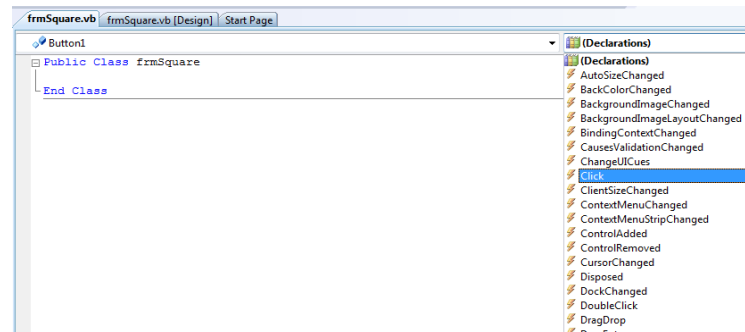 frmSquare.vb frmSquare.vb [Design] Start Page
Button1
(Declarations)
Public Class frmSquare
End Class
(Declarations)
AutoSizeChanged
BackColorChanged
BackgroundImageChanged
BackgroundImageLayoutChanged
BindingContextChanged
CausesValidationChanged
ChangeUICues
Click
ClientSizeChanged
ContextMenuChanged
ContextMenuStripChanged
ControlAdded
ControlRemoved
CursorChanged
Disposed
DockChanged
DoubleClick
DragDrop